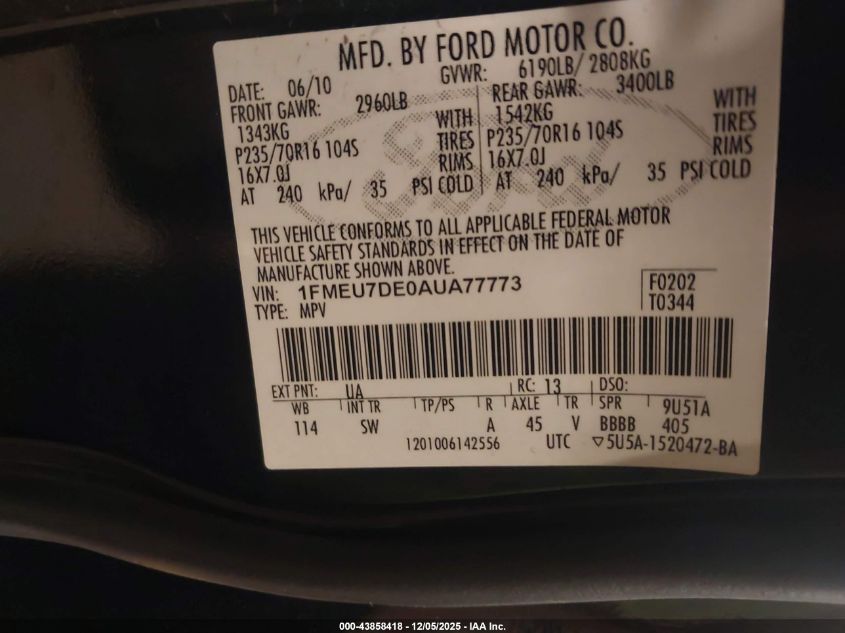 MFD. BY FORD MOTOR CO.
DATE: 06/10 GVWR: 6190LB/ 2808KG
FRONT GAWR: 2960LB REAR GAWR: 3400LB
1343KG WITH 1542KG WITH
P235/70R16 104S TIRES P235/70R16 104S TIRES
16X7.0J RIMS 16X7.0J RIMS
AT 240 kPa/ 35 PSI COLD AT 240 kPa/ 35 PSI COLD
Ford
THIS VEHICLE CONFORMS TO ALL APPLICABLE FEDERAL MOTOR
VEHICLE SAFETY STANDARDS IN EFFECT ON THE DATE OF
MANUFACTURE SHOWN ABOVE.
VIN: 1FMEU7DE0AUA77773 F0202
TYPE: MPV T0344
EXT PNT: UA RC: 13 DSO:
WB INT TR TP/PS R AXLE TR SPR 9U51A
114 SW A 45 V BBBB 405
1201006142556 UTC ▽5U5A-1520472-BA
000-43858418 - 12/05/2025 - IAA Inc.